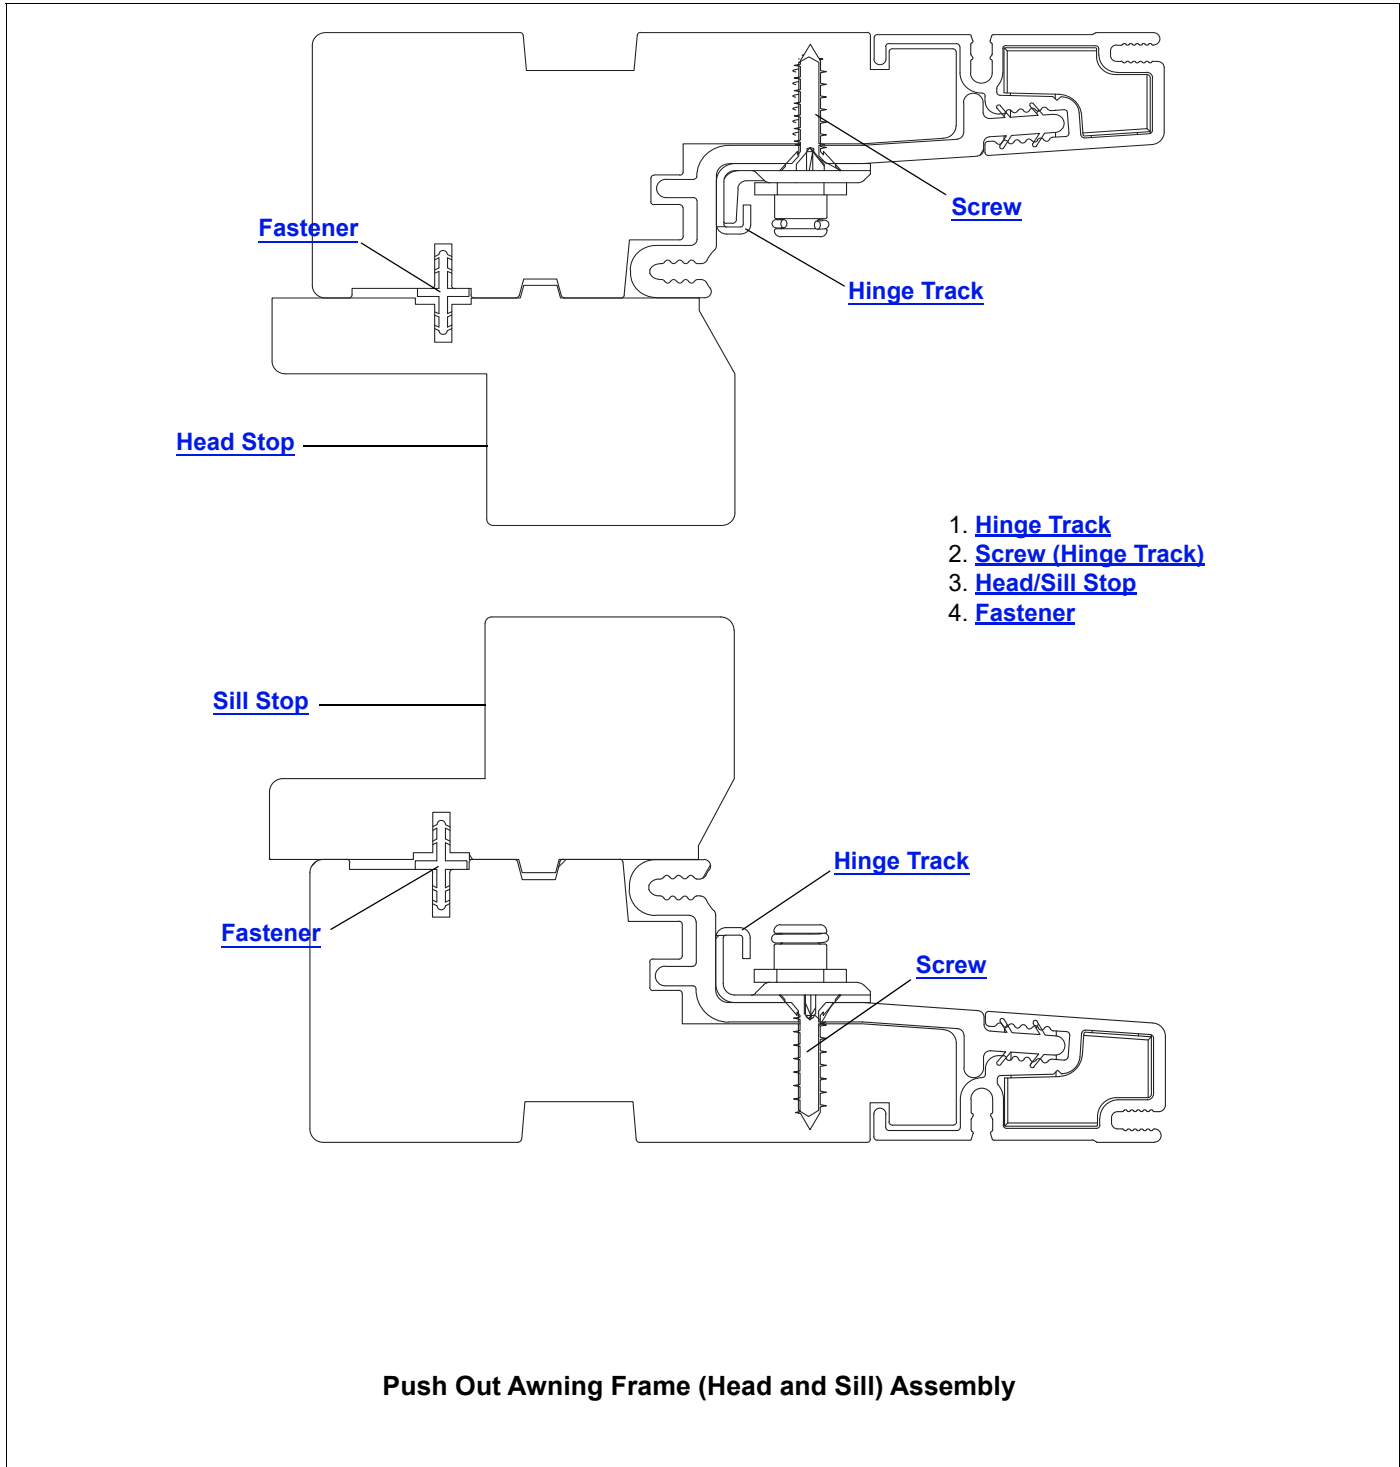 Screw
Fastener
Hinge Track
Head Stop
1. Hinge Track
2. Screw (Hinge Track)
3. Head/Sill Stop
4. Fastener
Sill Stop
Hinge Track
Fastener
Screw
Push Out Awning Frame (Head and Sill) Assembly